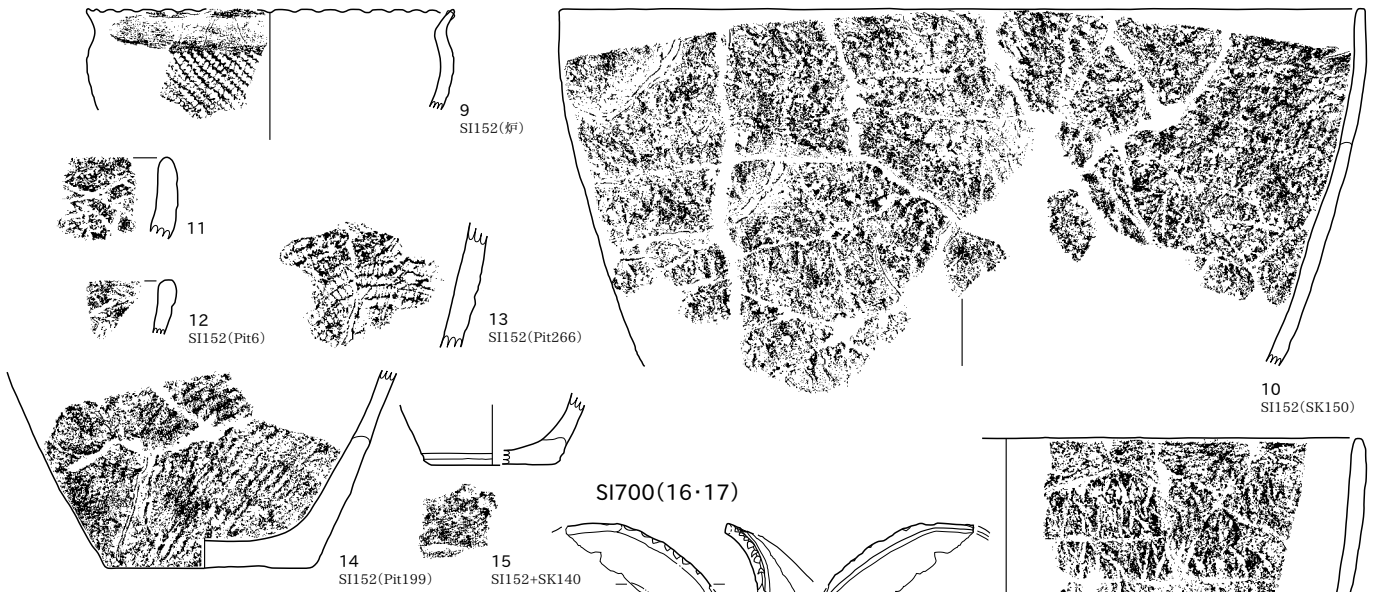 9
SI152(炉)
11
12
SI152(Pit6)
13
SI152(Pit266)
10
SI152(SK150)
14
SI152(Pit199)
15
SI152+SK140
SI700(16・17)